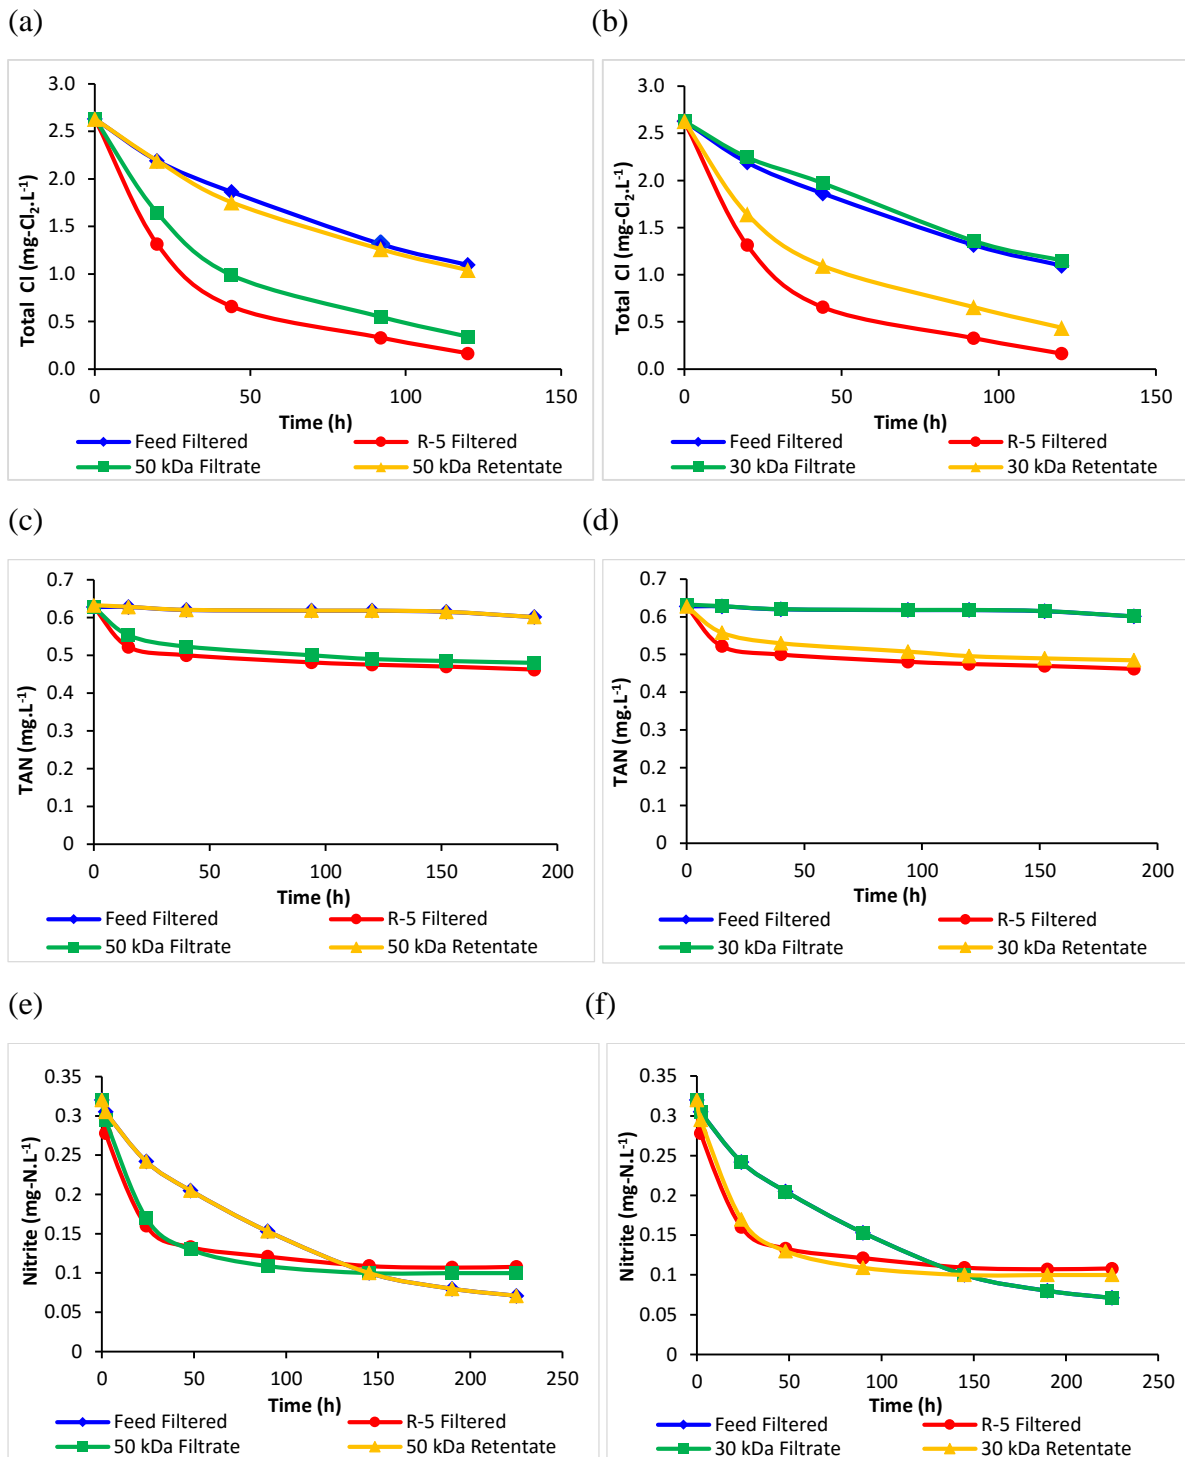 (a)
3.0
2.5
2.0
1.5
1.0
0.5
0.0
Total Cl (mg-Cl₂.L⁻¹)
0 50 100 150
Time (h)
Feed Filtered R-5 Filtered
50 kDa Filtrate 50 kDa Retentate
(b)
3.0
2.5
2.0
1.5
1.0
0.5
0.0
Total Cl (mg-Cl₂.L⁻¹)
0 50 100 150
Time (h)
Feed Filtered R-5 Filtered
30 kDa Filtrate 30 kDa Retentate
(c)
0.7
0.6
0.5
0.4
0.3
0.2
0.1
0
TAN (mg.L⁻¹)
0 50 100 150 200
Time (h)
Feed Filtered R-5 Filtered
50 kDa Filtrate 50 kDa Retentate
(d)
0.7
0.6
0.5
0.4
0.3
0.2
0.1
0
TAN (mg.L⁻¹)
0 50 100 150 200
Time (h)
Feed Filtered R-5 Filtered
30 kDa Filtrate 30 kDa Retentate
(e)
0.35
0.3
0.25
0.2
0.15
0.1
0.05
0
Nitrite (mg-N.L⁻¹)
0 50 100 150 200 250
Time (h)
Feed Filtered R-5 Filtered
50 kDa Filtrate 50 kDa Retentate
(f)
0.35
0.3
0.25
0.2
0.15
0.1
0.05
0
Nitrite (mg-N.L⁻¹)
0 50 100 150 200 250
Time (h)
Feed Filtered R-5 Filtered
30 kDa Filtrate 30 kDa Retentate